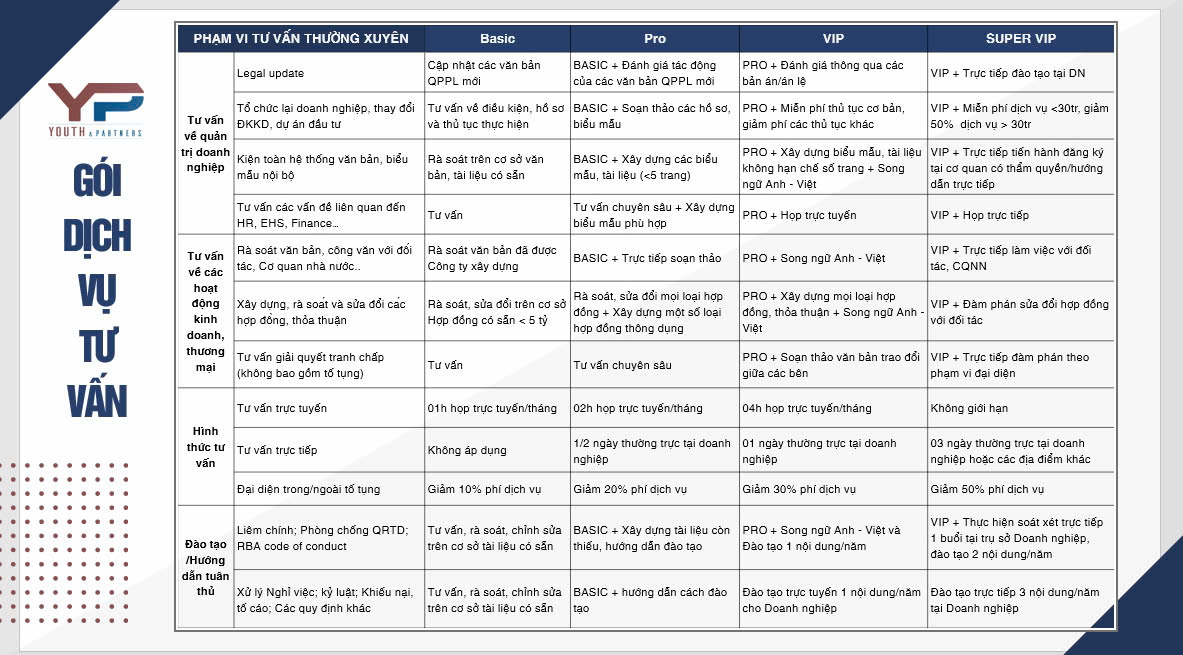 YP
YOUTH & PARTNERS
GÓI
DỊCH
VỤ
TƯ
VẤN
PHẠM VI TƯ VẤN THƯỜNG XUYÊN
Basic
Pro
VIP
SUPER VIP
Tư vấn
về quản
trị doanh
nghiệp
Legal update
Cập nhật các văn bản
QPPL mới
BASIC + Đánh giá tác động
của các văn bản QPPL mới
PRO + Đánh giá thông qua các
bản án/án lệ
VIP + Trực tiếp đào tạo tại DN
Tổ chức lại doanh nghiệp, thay đổi
ĐKKD, dự án đầu tư
Tư vấn về điều kiện, hồ sơ
và thủ tục thực hiện
BASIC + Soạn thảo các hồ sơ,
biểu mẫu
PRO + Miễn phí thủ tục cơ bản,
giảm phí các thủ tục khác
VIP + Miễn phí dịch vụ <30tr, giảm
50% dịch vụ > 30tr
Kiện toàn hệ thống văn bản, biểu
mẫu nội bộ
Rà soát trên cơ sở văn
bản, tài liệu có sẵn
BASIC + Xây dựng các biểu
mẫu, tài liệu (<5 trang)
PRO + Xây dựng biểu mẫu, tài liệu
không hạn chế số trang + Song
ngữ Anh - Việt
VIP + Trực tiếp tiến hành đăng ký
tại cơ quan có thẩm quyền/hướng
dẫn trực tiếp
Tư vấn các vấn đề liên quan đến
HR, EHS, Finance...
Tư vấn
Tư vấn chuyên sâu + Xây dựng
biểu mẫu phù hợp
PRO + Họp trực tuyến
VIP + Họp trực tiếp
Tư vấn
về các
hoạt
động
kinh
doanh,
thương
mại
Rà soát văn bản, công văn với đối
tác, Cơ quan nhà nước..
Rà soát văn bản đã được
Công ty xây dựng
BASIC + Trực tiếp soạn thảo
PRO + Song ngữ Anh - Việt
VIP + Trực tiếp làm việc với đối
tác, CQNN
Xây dựng, rà soát và sửa đổi các
hợp đồng, thỏa thuận
Rà soát, sửa đổi trên cơ sở
Hợp đồng có sẵn < 5 tỷ
Rà soát, sửa đổi mọi loại hợp
đồng + Xây dựng một số loại
hợp đồng thông dụng
PRO + Xây dựng mọi loại hợp
đồng, thỏa thuận + Song ngữ Anh -
Việt
VIP + Đàm phán sửa đổi hợp đồng
với đối tác
Tư vấn giải quyết tranh chấp
(không bao gồm tố tụng)
Tư vấn
Tư vấn chuyên sâu
PRO + Soạn thảo văn bản trao đổi
giữa các bên
VIP + Trực tiếp đàm phán theo
phạm vi đại diện
Hình
thức tư
vấn
Tư vấn trực tuyến
01h họp trực tuyến/tháng
02h họp trực tuyến/tháng
04h họp trực tuyến/tháng
Không giới hạn
Tư vấn trực tiếp
Không áp dụng
1/2 ngày thường trực tại doanh
nghiệp
01 ngày thường trực tại doanh
nghiệp
03 ngày thường trực tại doanh
nghiệp hoặc các địa điểm khác
Đại diện trong/ngoài tố tụng
Giảm 10% phí dịch vụ
Giảm 20% phí dịch vụ
Giảm 30% phí dịch vụ
Giảm 50% phí dịch vụ
Đào tạo
/Hướng
dẫn tuân
thủ
Liêm chính; Phòng chống QRTD;
RBA code of conduct
Tư vấn, rà soát, chỉnh sửa
trên cơ sở tài liệu có sẵn
BASIC + Xây dựng tài liệu còn
thiếu, hướng dẫn đào tạo
PRO + Song ngữ Anh - Việt và
Đào tạo 1 nội dung/năm
VIP + Thực hiện soát xét trực tiếp
1 buổi tại trụ sở Doanh nghiệp,
đào tạo 2 nội dung/năm
Xử lý Nghỉ việc; kỷ luật; Khiếu nại,
tố cáo; Các quy định khác
Tư vấn, rà soát, chỉnh sửa
trên cơ sở tài liệu có sẵn
BASIC + hướng dẫn cách đào
tạo
Đào tạo trực tuyến 1 nội dung/năm
cho Doanh nghiệp
Đào tạo trực tiếp 3 nội dung/năm
tại Doanh nghiệp